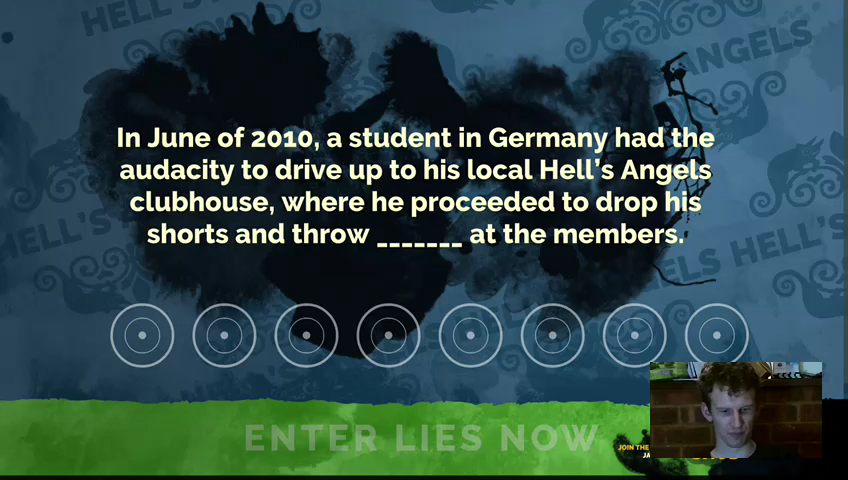 HELL'S
ANGELS
In June of 2010, a student in Germany had the
audacity to drive up to his local Hell's Angels
clubhouse, where he proceeded to drop his
shorts and throw _______ at the members.
HELL'S
ELS HELL'S
ENTER LIES NOW
JOIN THE